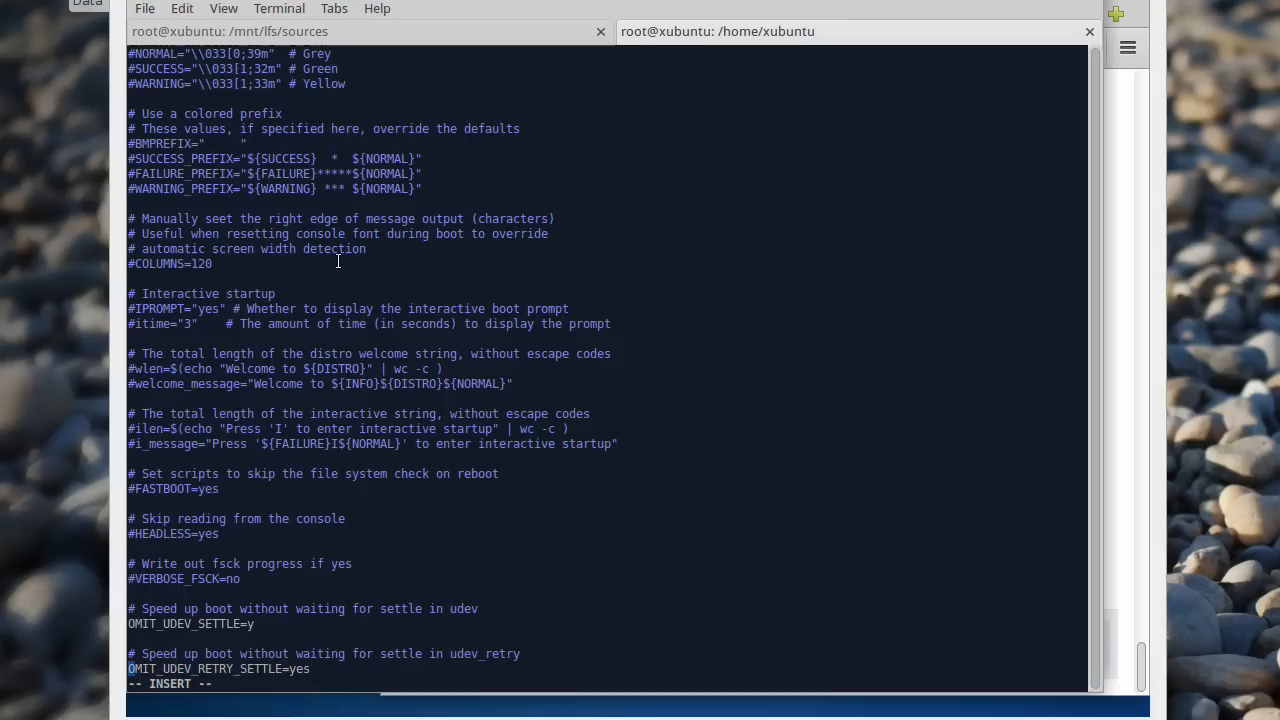 Data
File Edit View Terminal Tabs Help
root@xubuntu: /mnt/lfs/sources
root@xubuntu: /home/xubuntu
#NORMAL="\\033[0;39m"  # Grey
#SUCCESS="\\033[1;32m" # Green
#WARNING="\\033[1;33m" # Yellow
# Use a colored prefix
# These values, if specified here, override the defaults
#BMPREFIX="     "
#SUCCESS_PREFIX="${SUCCESS}  *  ${NORMAL}"
#FAILURE_PREFIX="${FAILURE}*****${NORMAL}"
#WARNING_PREFIX="${WARNING} *** ${NORMAL}"
# Manually seet the right edge of message output (characters)
# Useful when resetting console font during boot to override
# automatic screen width detection
#COLUMNS=120
# Interactive startup
#IPROMPT="yes" # Whether to display the interactive boot prompt
#itime="3"    # The amount of time (in seconds) to display the prompt
# The total length of the distro welcome string, without escape codes
#wlen=$(echo "Welcome to ${DISTRO}" | wc -c )
#welcome_message="Welcome to ${INFO}${DISTRO}${NORMAL}"
# The total length of the interactive string, without escape codes
#ilen=$(echo "Press 'I' to enter interactive startup" | wc -c )
#i_message="Press '${FAILURE}I${NORMAL}' to enter interactive startup"
# Set scripts to skip the file system check on reboot
#FASTBOOT=yes
# Skip reading from the console
#HEADLESS=yes
# Write out fsck progress if yes
#VERBOSE_FSCK=no
# Speed up boot without waiting for settle in udev
OMIT_UDEV_SETTLE=y
# Speed up boot without waiting for settle in udev_retry
OMIT_UDEV_RETRY_SETTLE=yes
-- INSERT --